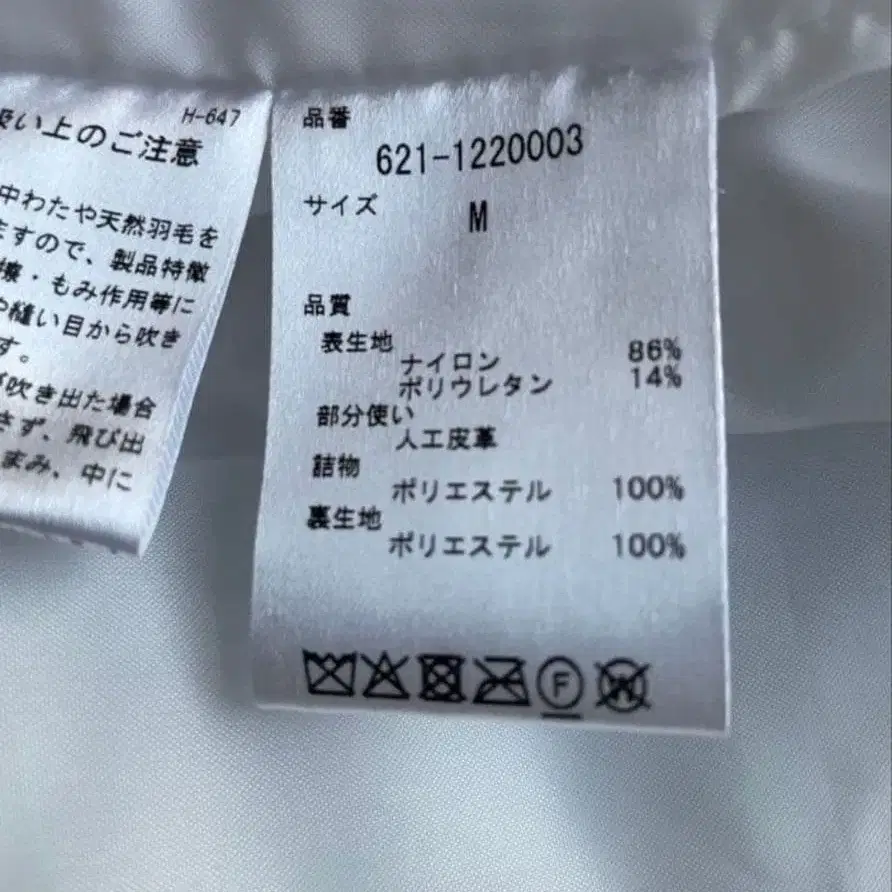 H-647
扱い上のご注意
中わたや天然羽毛を
ますので、製品特徴
擦・もみ作用等に
や縫い目から吹き
す。
が吹き出た場合
さず、飛び出
まみ、中に
品番
621-1220003
サイズ
M
品質
表生地
ナイロン 86%
ポリウレタン 14%
部分使い
人工皮革
詰物
ポリエステル 100%
裏生地
ポリエステル 100%
F
W